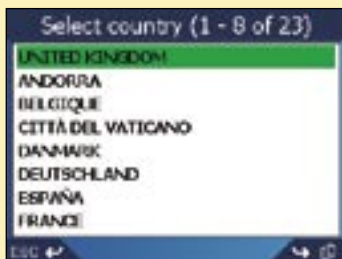 Select country (1 - 8 of 23)
UNITED KINGDOM
ANDORRA
BELGIQUE
CITTÀ DEL VATICANO
DANMARK
DEUTSCHLAND
ESPAÑA
FRANCE
ESC